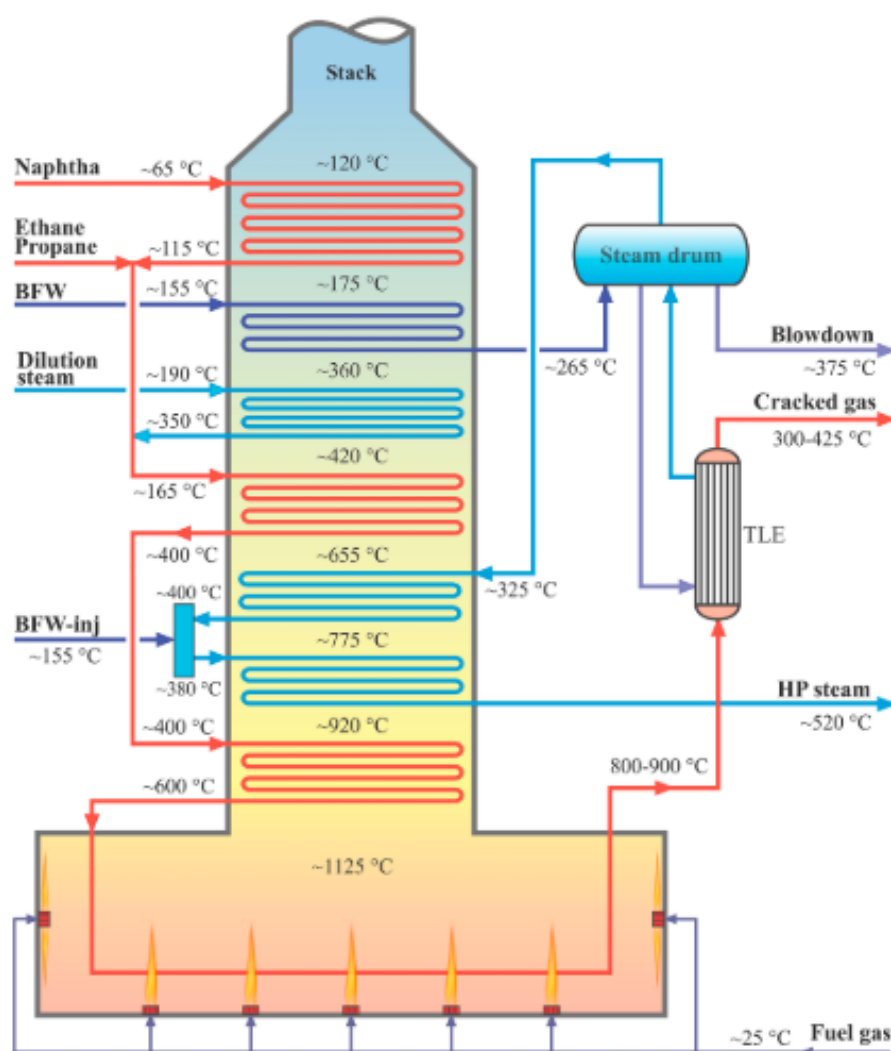 Stack
Naphtha
~65 °C
~120 °C
Ethane
Propane
~115 °C
Steam drum
BFW
~155 °C
~175 °C
Blowdown
~375 °C
Dilution
steam
~190 °C
~360 °C
~265 °C
~350 °C
Cracked gas
300-425 °C
~420 °C
~165 °C
TLE
~400 °C
~655 °C
~325 °C
~400 °C
BFW-inj
~155 °C
~775 °C
~380 °C
HP steam
~520 °C
~400 °C
~920 °C
~600 °C
800-900 °C
~1125 °C
~25 °C
Fuel gas